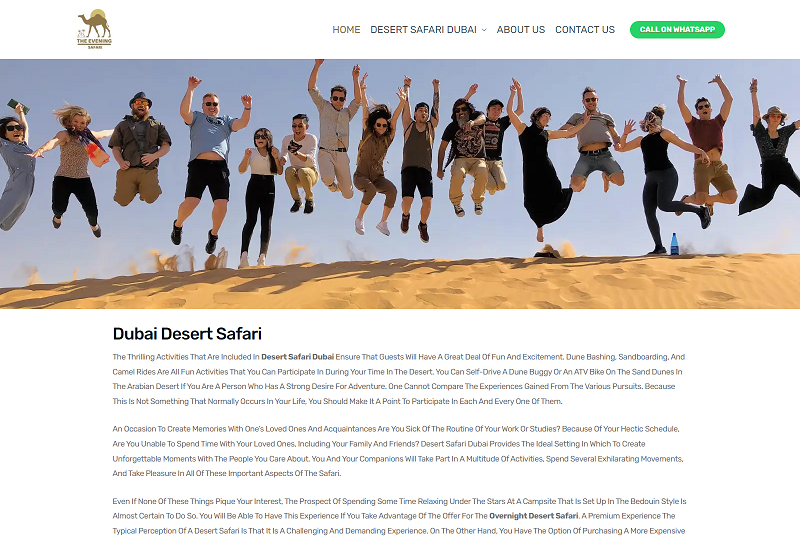 THE EVENING
SAFARI
HOME DESERT SAFARI DUBAI ABOUT US CONTACT US CALL ON WHATSAPP
Dubai Desert Safari
The Thrilling Activities That Are Included In Desert Safari Dubai Ensure That Guests Will Have A Great Deal Of Fun And Excitement. Dune Bashing, Sandboarding, And
Camel Rides Are All Fun Activities That You Can Participate In During Your Time In The Desert. You Can Self-Drive A Dune Buggy Or An ATV Bike On The Sand Dunes In
The Arabian Desert If You Are A Person Who Has A Strong Desire For Adventure. One Cannot Compare The Experiences Gained From The Various Pursuits. Because
This Is Not Something That Normally Occurs In Your Life, You Should Make It A Point To Participate In Each And Every One Of Them.
An Occasion To Create Memories With One's Loved Ones And Acquaintances Are You Sick Of The Routine Of Your Work Or Studies? Because Of Your Hectic Schedule,
Are You Unable To Spend Time With Your Loved Ones, Including Your Family And Friends? Desert Safari Dubai Provides The Ideal Setting In Which To Create
Unforgettable Moments With The People You Care About. You And Your Companions Will Take Part In A Multitude Of Activities, Spend Several Exhilarating Movements,
And Take Pleasure In All Of These Important Aspects Of The Safari.
Even If None Of These Things Pique Your Interest, The Prospect Of Spending Some Time Relaxing Under The Stars At A Campsite That Is Set Up In The Bedouin Style Is
Almost Certain To Do So. You Will Be Able To Have This Experience If You Take Advantage Of The Offer For The Overnight Desert Safari. A Premium Experience The
Typical Perception Of A Desert Safari Is That It Is A Challenging And Demanding Experience. On The Other Hand, You Have The Option Of Purchasing A More Expensive